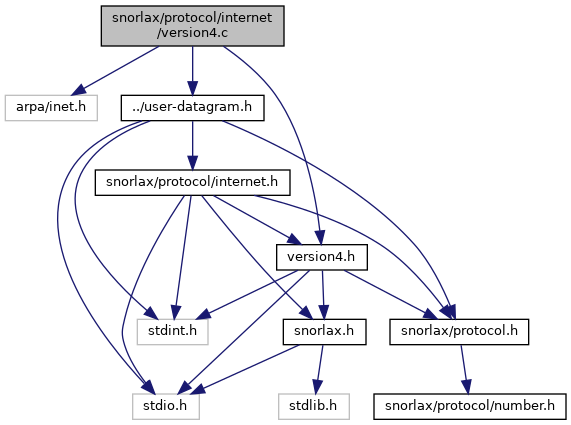 snorlax/protocol/internet
/version4.c
arpa/inet.h
../user-datagram.h
snorlax/protocol/internet.h
version4.h
stdint.h
snorlax.h
snorlax/protocol.h
stdio.h
stdlib.h
snorlax/protocol/number.h